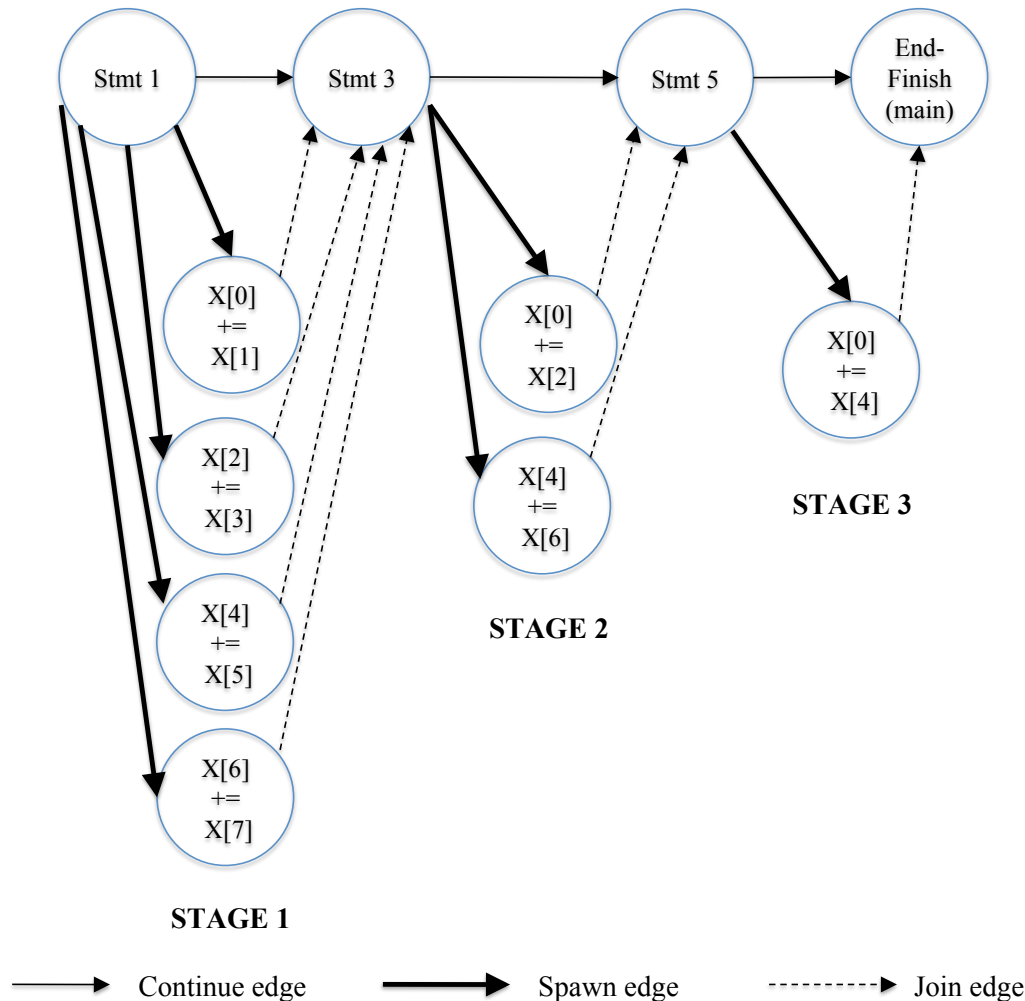 Stmt 1
Stmt 3
Stmt 5
End-
Finish
(main)
X[0]
+=
X[1]
X[2]
+=
X[3]
X[4]
+=
X[5]
X[6]
+=
X[7]
STAGE 1
X[0]
+=
X[2]
X[4]
+=
X[6]
STAGE 2
X[0]
+=
X[4]
STAGE 3
Continue edge
Spawn edge
Join edge